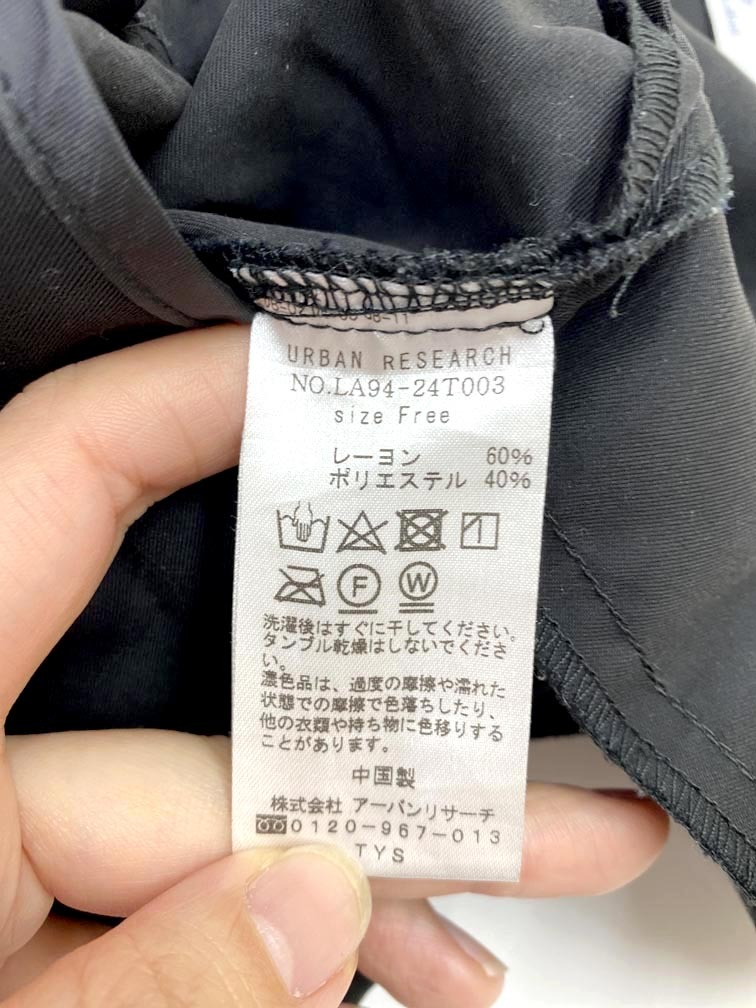 URBAN RESEARCH
NO.LA94-24T003
size Free
レーヨン 60%
ポリエステル 40%
F W
洗濯後はすぐに干してください。
タンブル乾燥はしないでくださ
い。
濃色品は、過度の摩擦や濡れた
状態での摩擦で色落ちしたり、
他の衣類や持ち物に色移りする
ことがあります。
中国製
株式会社 アーバンリサーチ
0120-967-013
TYS